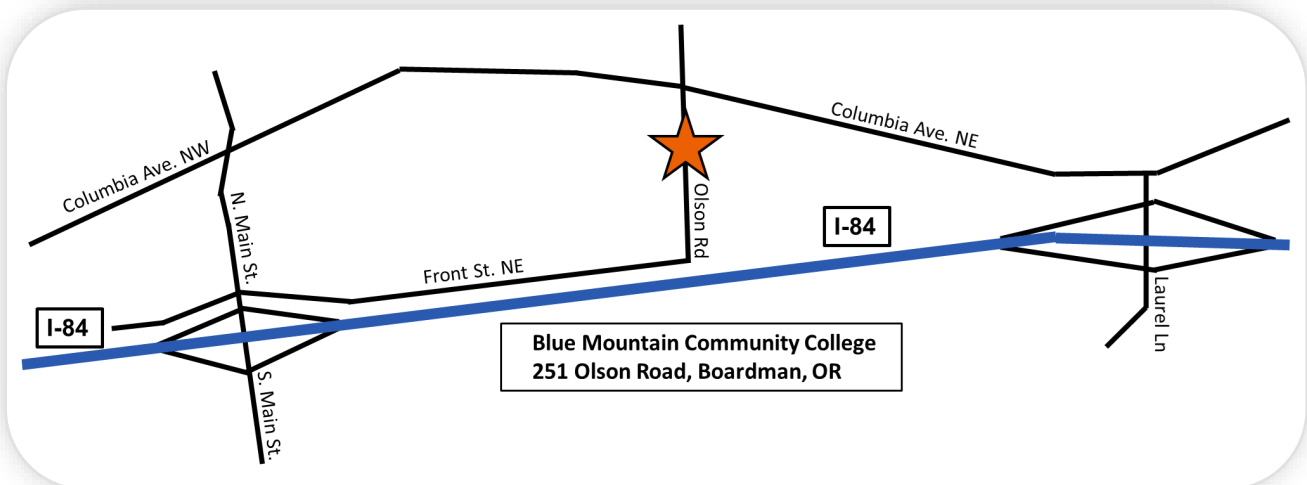 Columbia Ave. NW
Columbia Ave. NE
N. Main St.
Olson Rd
I-84
Front St. NE
I-84
Laurel Ln
Blue Mountain Community College
251 Olson Road, Boardman, OR
S. Main St.